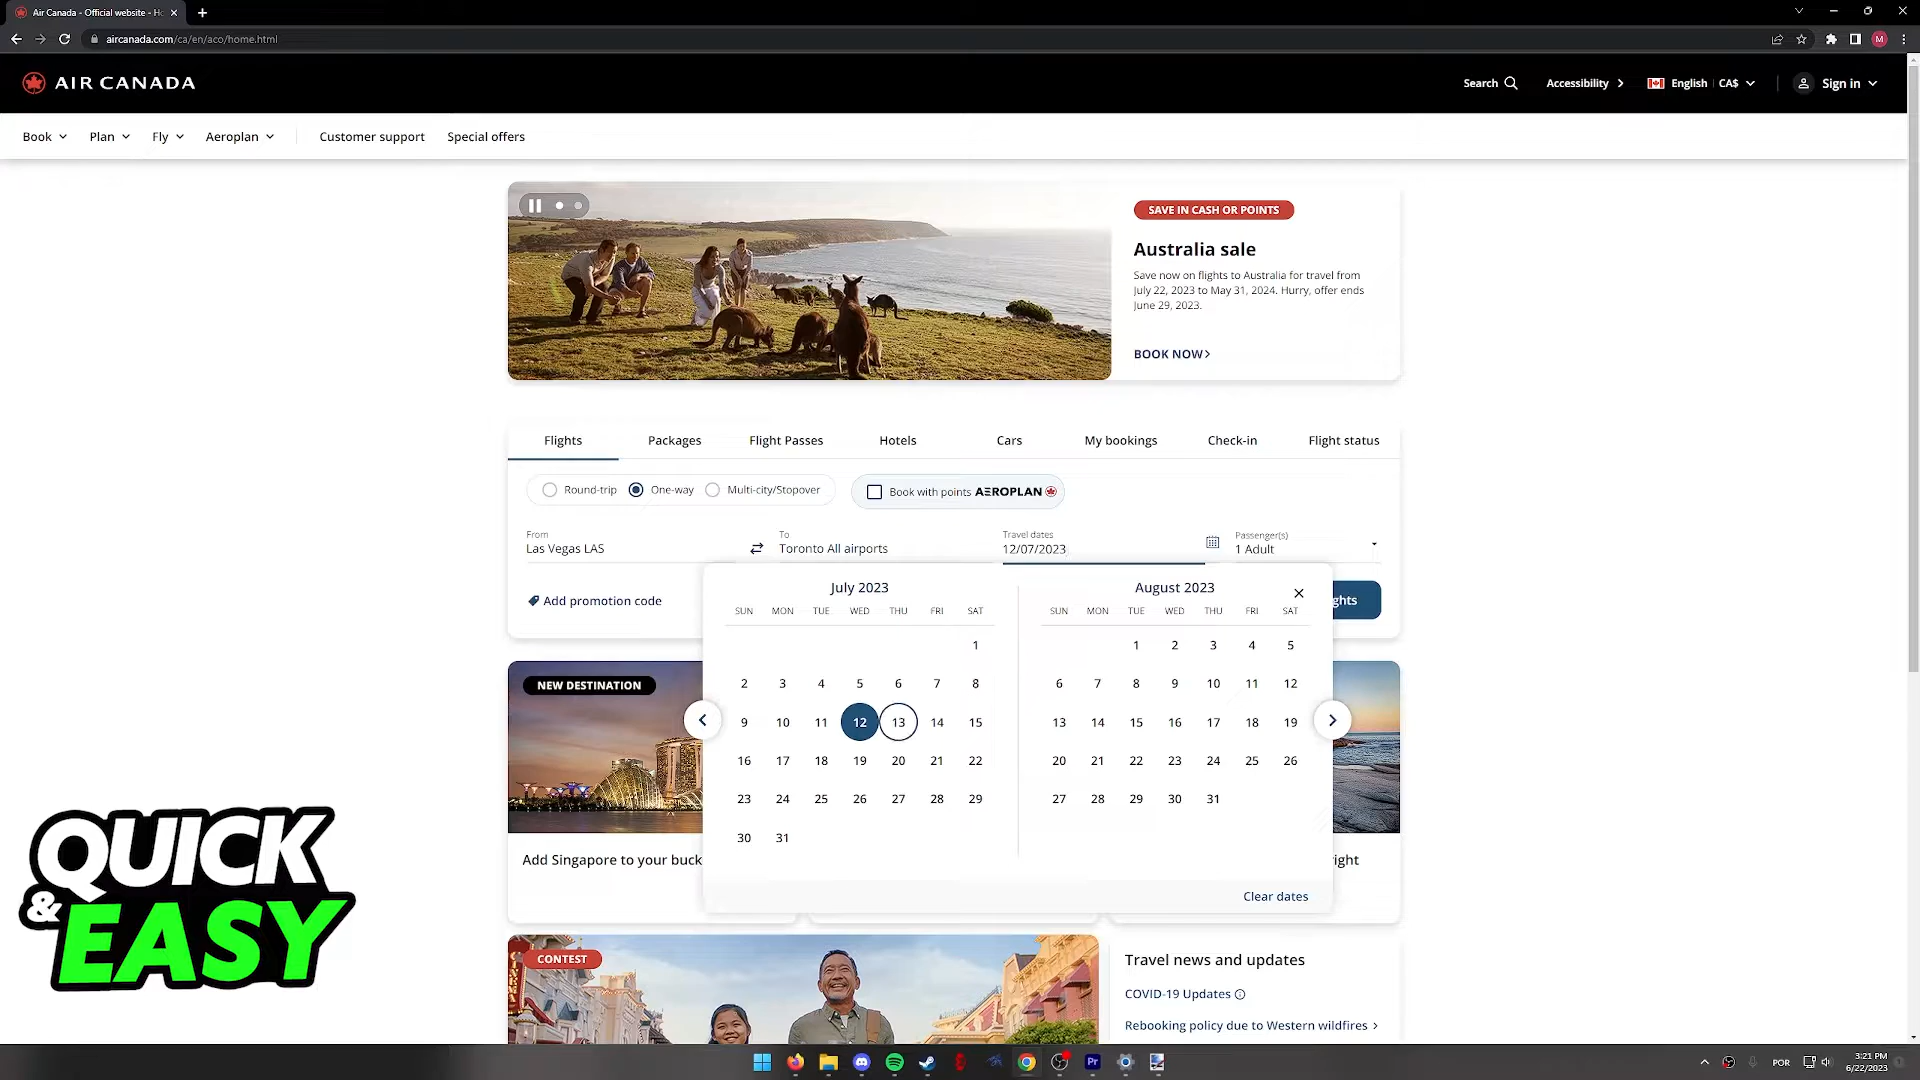 Air Canada - Official website - Ho
aircanada.com/ca/en/aco/home.html
M
AIR CANADA
Search
Accessibility
English
CA$
Sign in
Book
Plan
Fly
Aeroplan
Customer support
Special offers
SAVE IN CASH OR POINTS
Australia sale
Save now on flights to Australia for travel from
July 22, 2023 to May 31, 2024. Hurry, offer ends
June 29, 2023.
BOOK NOW
Flights
Packages
Flight Passes
Hotels
Cars
My bookings
Check-in
Flight status
Round-trip
One-way
Multi-city/Stopover
Book with points AEROPLAN
From
Las Vegas LAS
To
Toronto All airports
Travel dates
12/07/2023
Passenger(s)
1 Adult
Add promotion code
ghts
July 2023
SUN MON TUE WED THU FRI SAT
1
2 3 4 5 6 7 8
9 10 11 12 13 14 15
16 17 18 19 20 21 22
23 24 25 26 27 28 29
30 31
August 2023
SUN MON TUE WED THU FRI SAT
1 2 3 4 5
6 7 8 9 10 11 12
13 14 15 16 17 18 19
20 21 22 23 24 25 26
27 28 29 30 31
Clear dates
NEW DESTINATION
Add Singapore to your buck
ight
QUICK
& EASY
CONTEST
Travel news and updates
COVID-19 Updates
Rebooking policy due to Western wildfires
Pr
POR
3:21 PM
6/22/2023